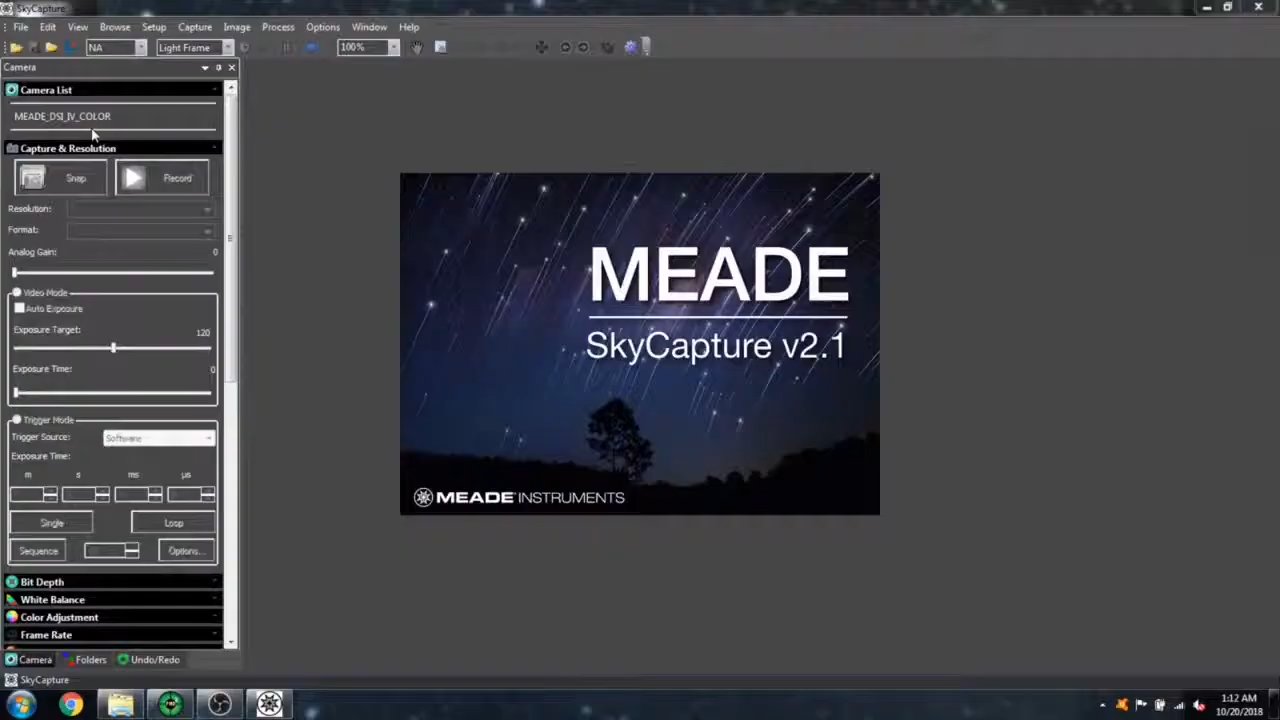 SkyCapture
File Edit View Browse Setup Capture Image Process Options Window Help
NA Light Frame 100%
Camera
Camera List
MEADE_DSI_IV_COLOR
Capture & Resolution
Snap Record
Resolution:
Format:
Analog Gain: 0
Video Mode
Auto Exposure
Exposure Target: 120
Exposure Time: 0
Trigger Mode
Trigger Source: Software
Exposure Time:
m s ms µs
Single Loop
Sequence Options...
Bit Depth
White Balance
Color Adjustment
Frame Rate
Camera Folders Undo/Redo
SkyCapture
MEADE
SkyCapture v2.1
MEADE INSTRUMENTS
1:12 AM
10/20/2018